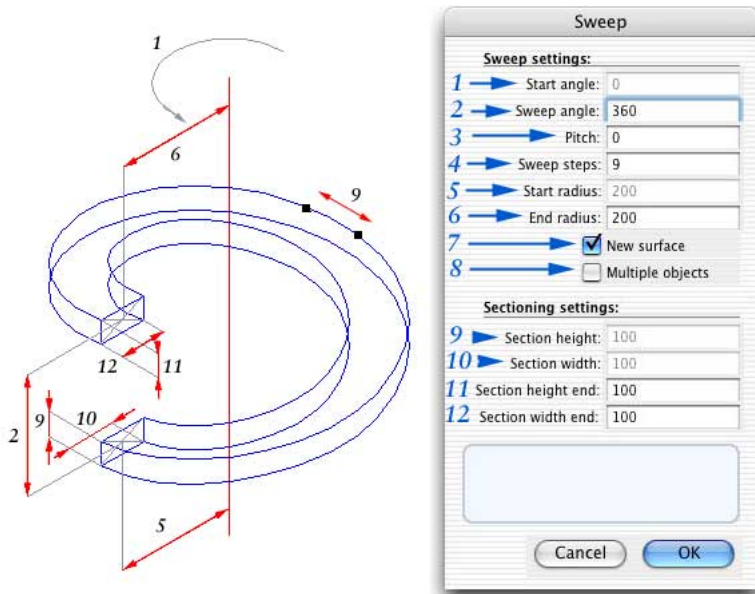 1
6
9
12
11
9
10
2
5
Sweep
Sweep settings:
1 Start angle: 0
2 Sweep angle: 360
3 Pitch: 0
4 Sweep steps: 9
5 Start radius: 200
6 End radius: 200
7 New surface
8 Multiple objects
Sectioning settings:
9 Section height: 100
10 Section width: 100
11 Section height end: 100
12 Section width end: 100
Cancel OK